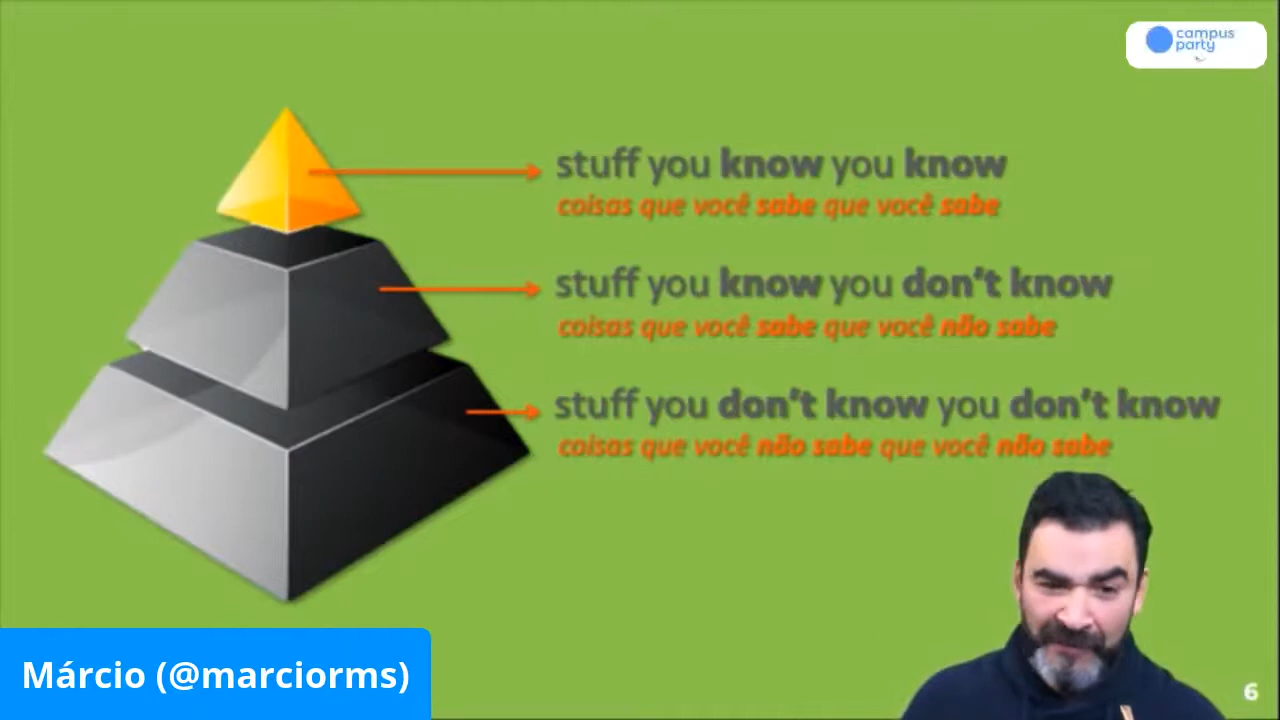 campus
party
stuff you know you know
coisas que você sabe que você sabe
stuff you know you don't know
coisas que você sabe que você não sabe
stuff you don't know you don't know
coisas que você não sabe que você não sabe
Márcio (@marciorms)
6